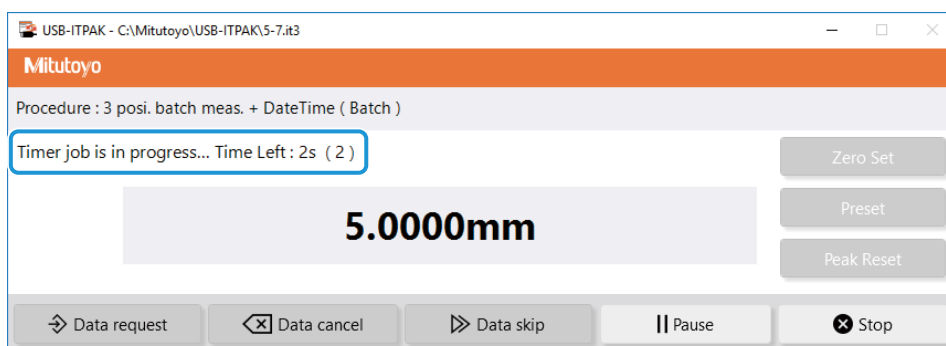 USB-ITPAK - C:\Mitutoyo\USB-ITPAK\5-7.it3
Mitutoyo
Procedure : 3 posi. batch meas. + DateTime ( Batch )
Timer job is in progress... Time Left : 2s ( 2 )
Zero Set
5.0000mm
Preset
Peak Reset
Data request Data cancel Data skip Pause Stop